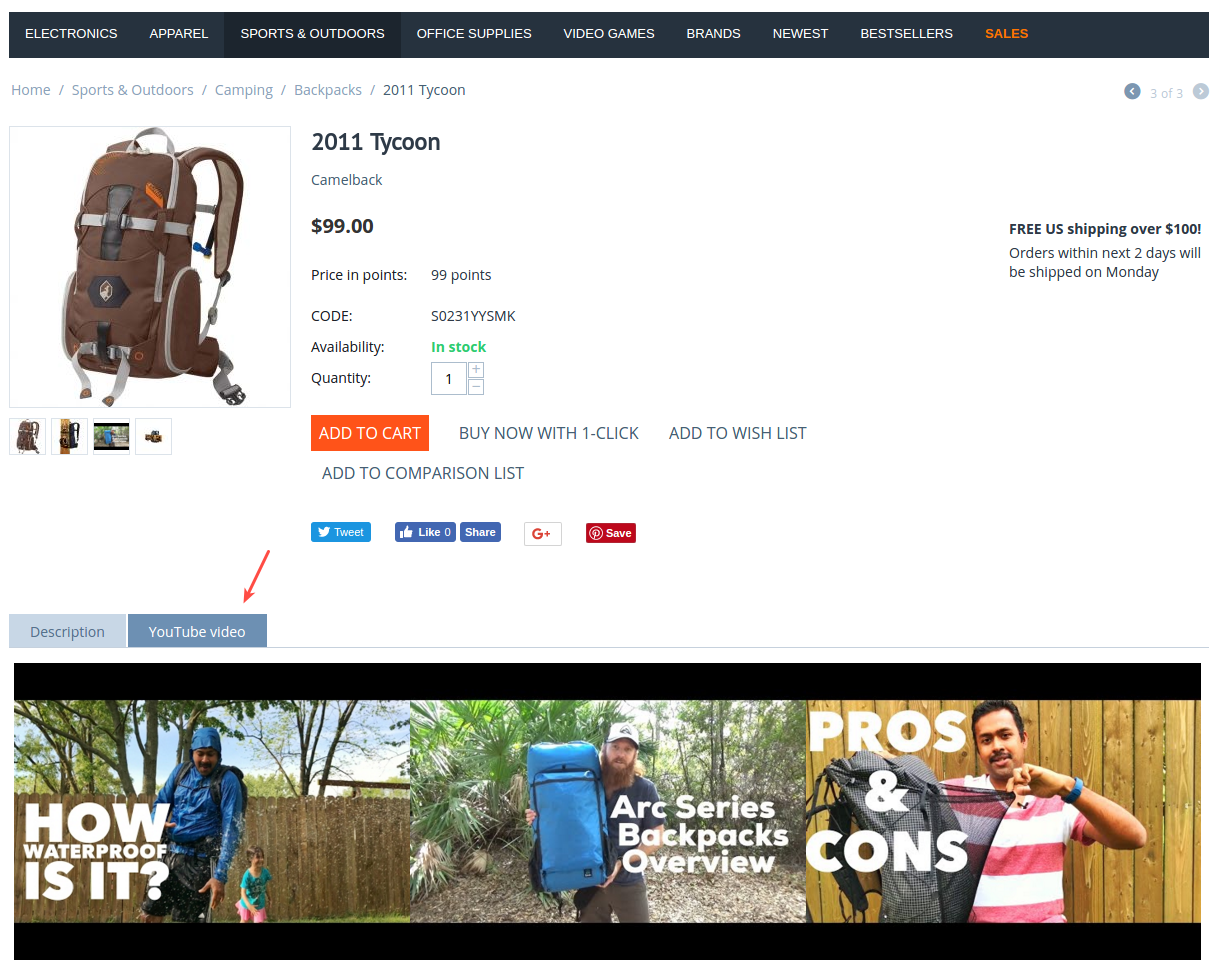 ELECTRONICS APPAREL SPORTS & OUTDOORS OFFICE SUPPLIES VIDEO GAMES BRANDS NEWEST BESTSELLERS SALES
Home / Sports & Outdoors / Camping / Backpacks / 2011 Tycoon
3 of 3
2011 Tycoon
Camelback
$99.00
FREE US shipping over $100!
Orders within next 2 days will
be shipped on Monday
Price in points: 99 points
CODE: S0231YYSMK
Availability: In stock
Quantity: 1 + −
ADD TO CART BUY NOW WITH 1-CLICK ADD TO WISH LIST
ADD TO COMPARISON LIST
Tweet Like 0 Share G+ Save
Description YouTube video
HOW
WATERPROOF
IS IT?
Arc Series
Backpacks
Overview
PROS
&
CONS